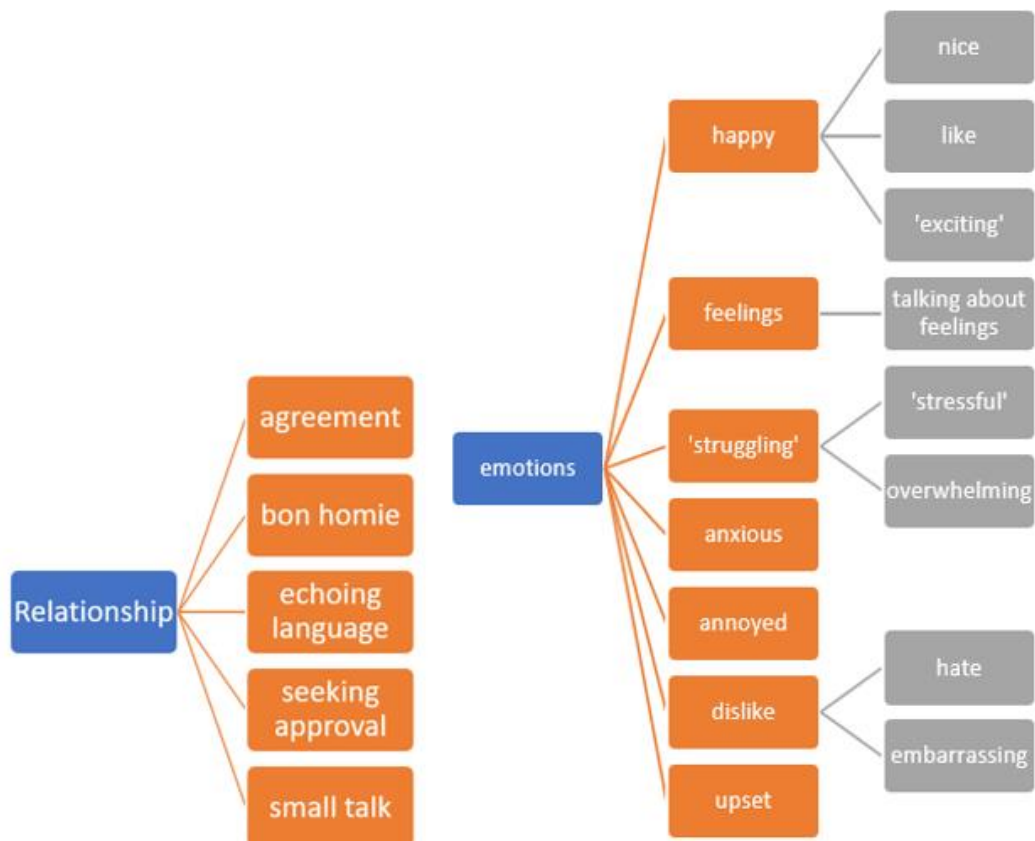 Relationship
agreement
bon homie
echoing
language
seeking
approval
small talk
emotions
happy
nice
like
'exciting'
feelings
talking about
feelings
'struggling'
'stressful'
overwhelming
anxious
annoyed
dislike
hate
embarrassing
upset